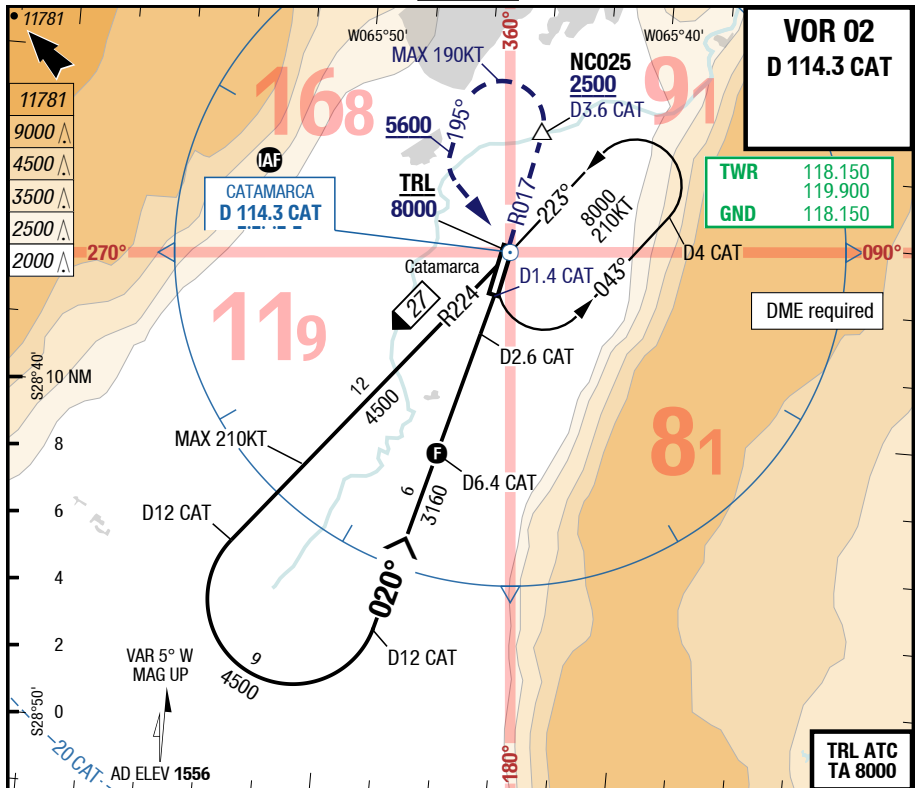 11781
W065°50'
360°
W065°40'
VOR 02
D 114.3 CAT
MAX 190KT
NC025
2500
D3.6 CAT
168
91
11781
9000
4500
3500
2500
2000
195°
5600
IAF
TRL
8000
CATAMARCA
D 114.3 CAT
R017
223°
8000
210KT
TWR 118.150
119.900
GND 118.150
270°
D4 CAT
090°
Catamarca
D1.4 CAT
043°
27
R224
DME required
119
D2.6 CAT
S28°40'
10 NM
12
4500
8
MAX 210KT
81
F
D6.4 CAT
6
6
3160
D12 CAT
4
020°
2
D12 CAT
VAR 5° W
MAG UP
9
4500
S28°50'
0
20 CAT
AD ELEV 1556
180°
TRL ATC
TA 8000